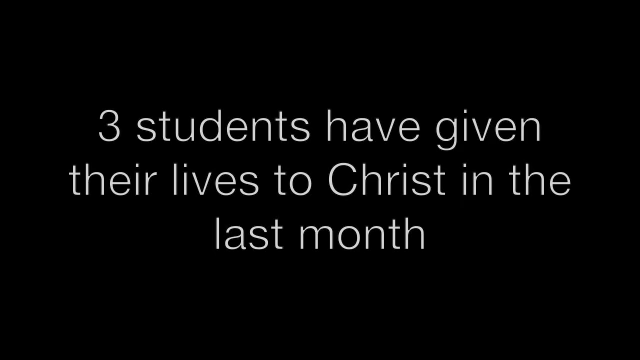 3 students have given
their lives to Christ in the
last month